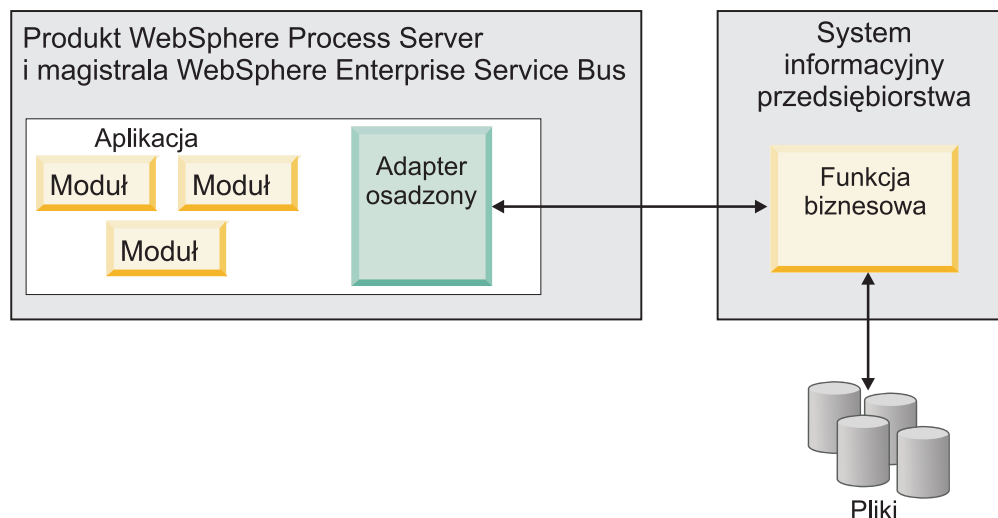 Produkt WebSphere Process Server
i magistrala WebSphere Enterprise Service Bus
Aplikacja
Moduł
Moduł
Moduł
Adapter
osadzony
System
informacyjny
przedsiębiorstwa
Funkcja
biznesowa
Pliki